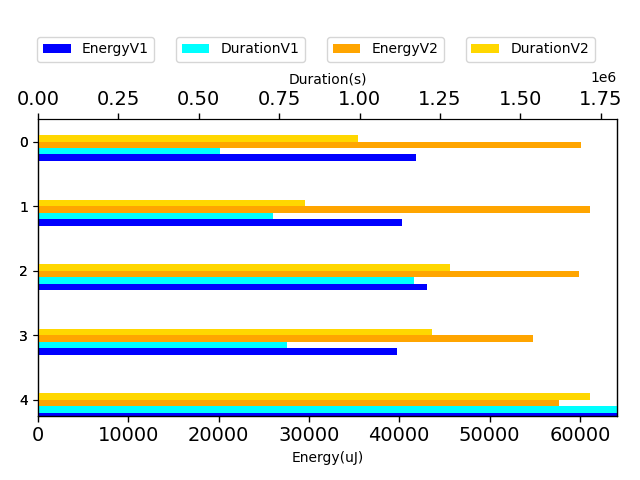 EnergyV1 DurationV1 EnergyV2 DurationV2
Duration(s) 1e6
0.00 0.25 0.50 0.75 1.00 1.25 1.50 1.75
0
1
2
3
4
0 10000 20000 30000 40000 50000 60000
Energy(uJ)